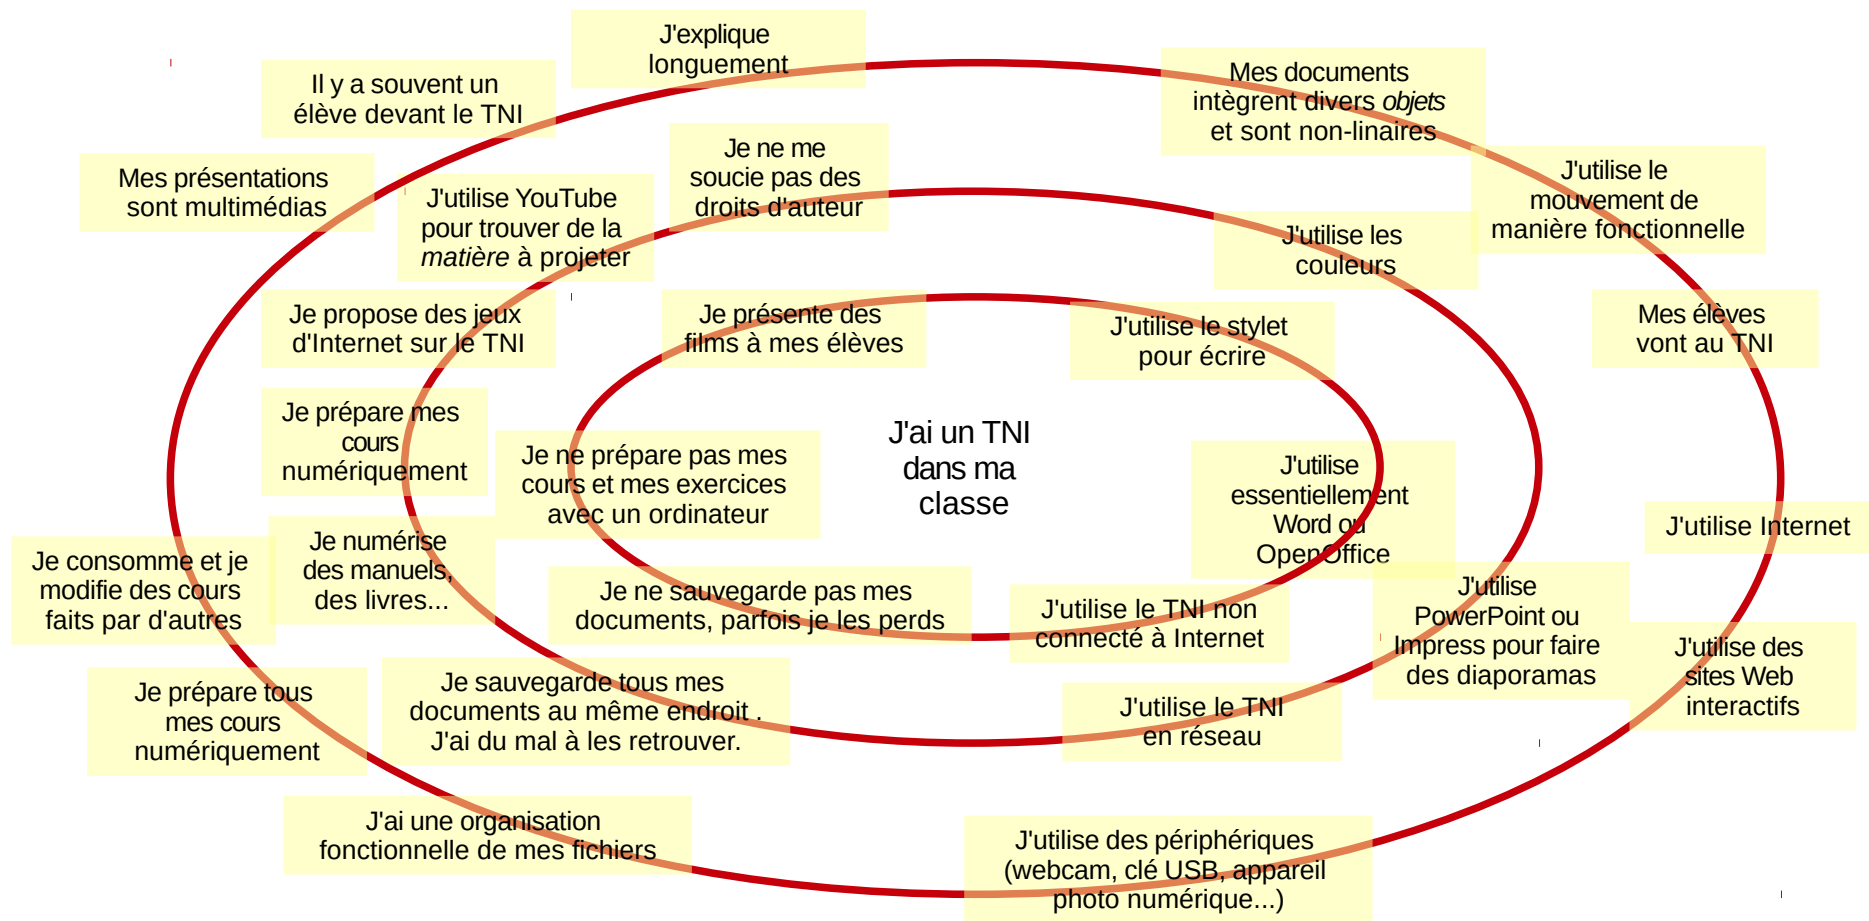 J'explique
longuement
Il y a souvent un
élève devant le TNI
Mes documents
intègrent divers objets
et sont non-linaires
Mes présentations
sont multimédias
J'utilise YouTube
pour trouver de la
matière à projeter
Je ne me
soucie pas des
droits d'auteur
J'utilise le
mouvement de
manière fonctionnelle
J'utilise les
couleurs
Je propose des jeux
d'Internet sur le TNI
Je présente des
films à mes élèves
J'utilise le stylet
pour écrire
Mes élèves
vont au TNI
Je prépare mes
cours
numériquement
Je ne prépare pas mes
cours et mes exercices
avec un ordinateur
J'ai un TNI
dans ma
classe
J'utilise
essentiellement
Word ou
OpenOffice
J'utilise Internet
Je consomme et je
modifie des cours
faits par d'autres
Je numérise
des manuels,
des livres...
Je ne sauvegarde pas mes
documents, parfois je les perds
J'utilise le TNI non
connecté à Internet
J'utilise
PowerPoint ou
Impress pour faire
des diaporamas
J'utilise des
sites Web
interactifs
Je prépare tous
mes cours
numériquement
Je sauvegarde tous mes
documents au même endroit .
J'ai du mal à les retrouver.
J'utilise le TNI
en réseau
J'ai une organisation
fonctionnelle de mes fichiers
J'utilise des périphériques
(webcam, clé USB, appareil
photo numérique...)